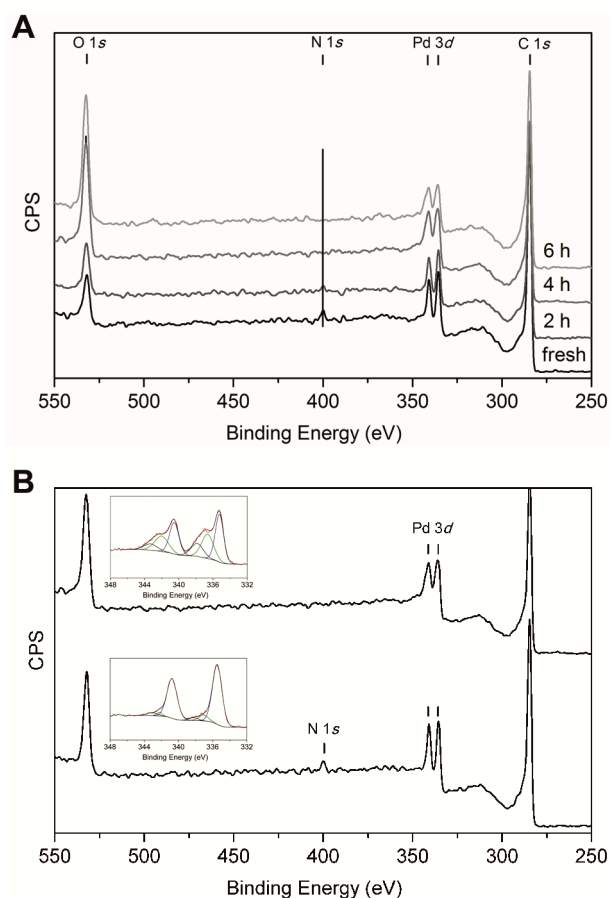 A
O 1s N 1s Pd 3d C 1s
CPS
6 h
4 h
2 h
fresh
550 500 450 400 350 300 250
Binding Energy (eV)
B
Pd 3d
348 344 340 336 332
Binding Energy (eV)
CPS
N 1s
348 344 340 336 332
Binding Energy (eV)
550 500 450 400 350 300 250
Binding Energy (eV)